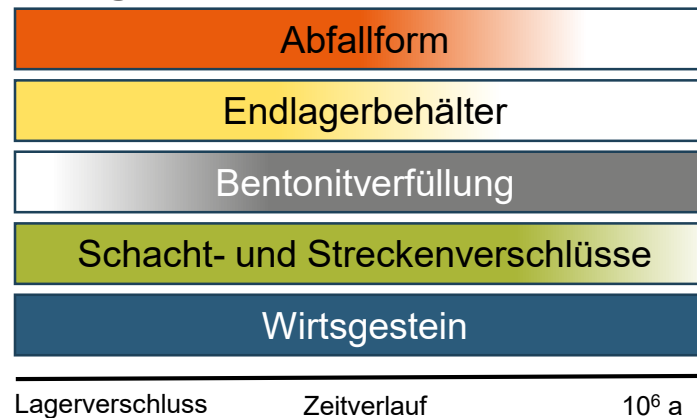 Abfallform
Endlagerbehälter
Bentonitverfüllung
Schacht- und Streckenverschlüsse
Wirtsgestein
Lagerverschluss Zeitverlauf 10⁶ a